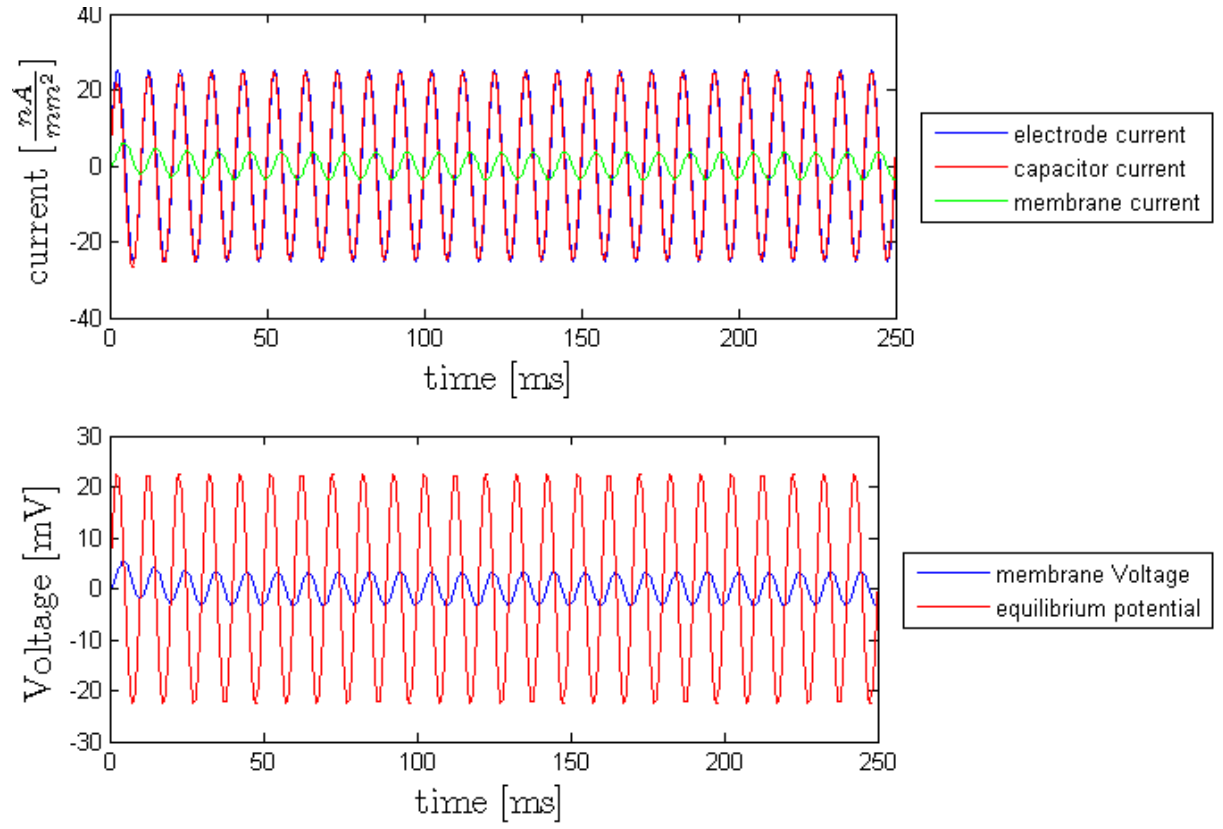 40
20
0
-20
-40
current [nA/mm²]
0 50 100 150 200 250
time [ms]
electrode current
capacitor current
membrane current
30
20
10
0
-10
-20
-30
Voltage [mV]
0 50 100 150 200 250
time [ms]
membrane Voltage
equilibrium potential